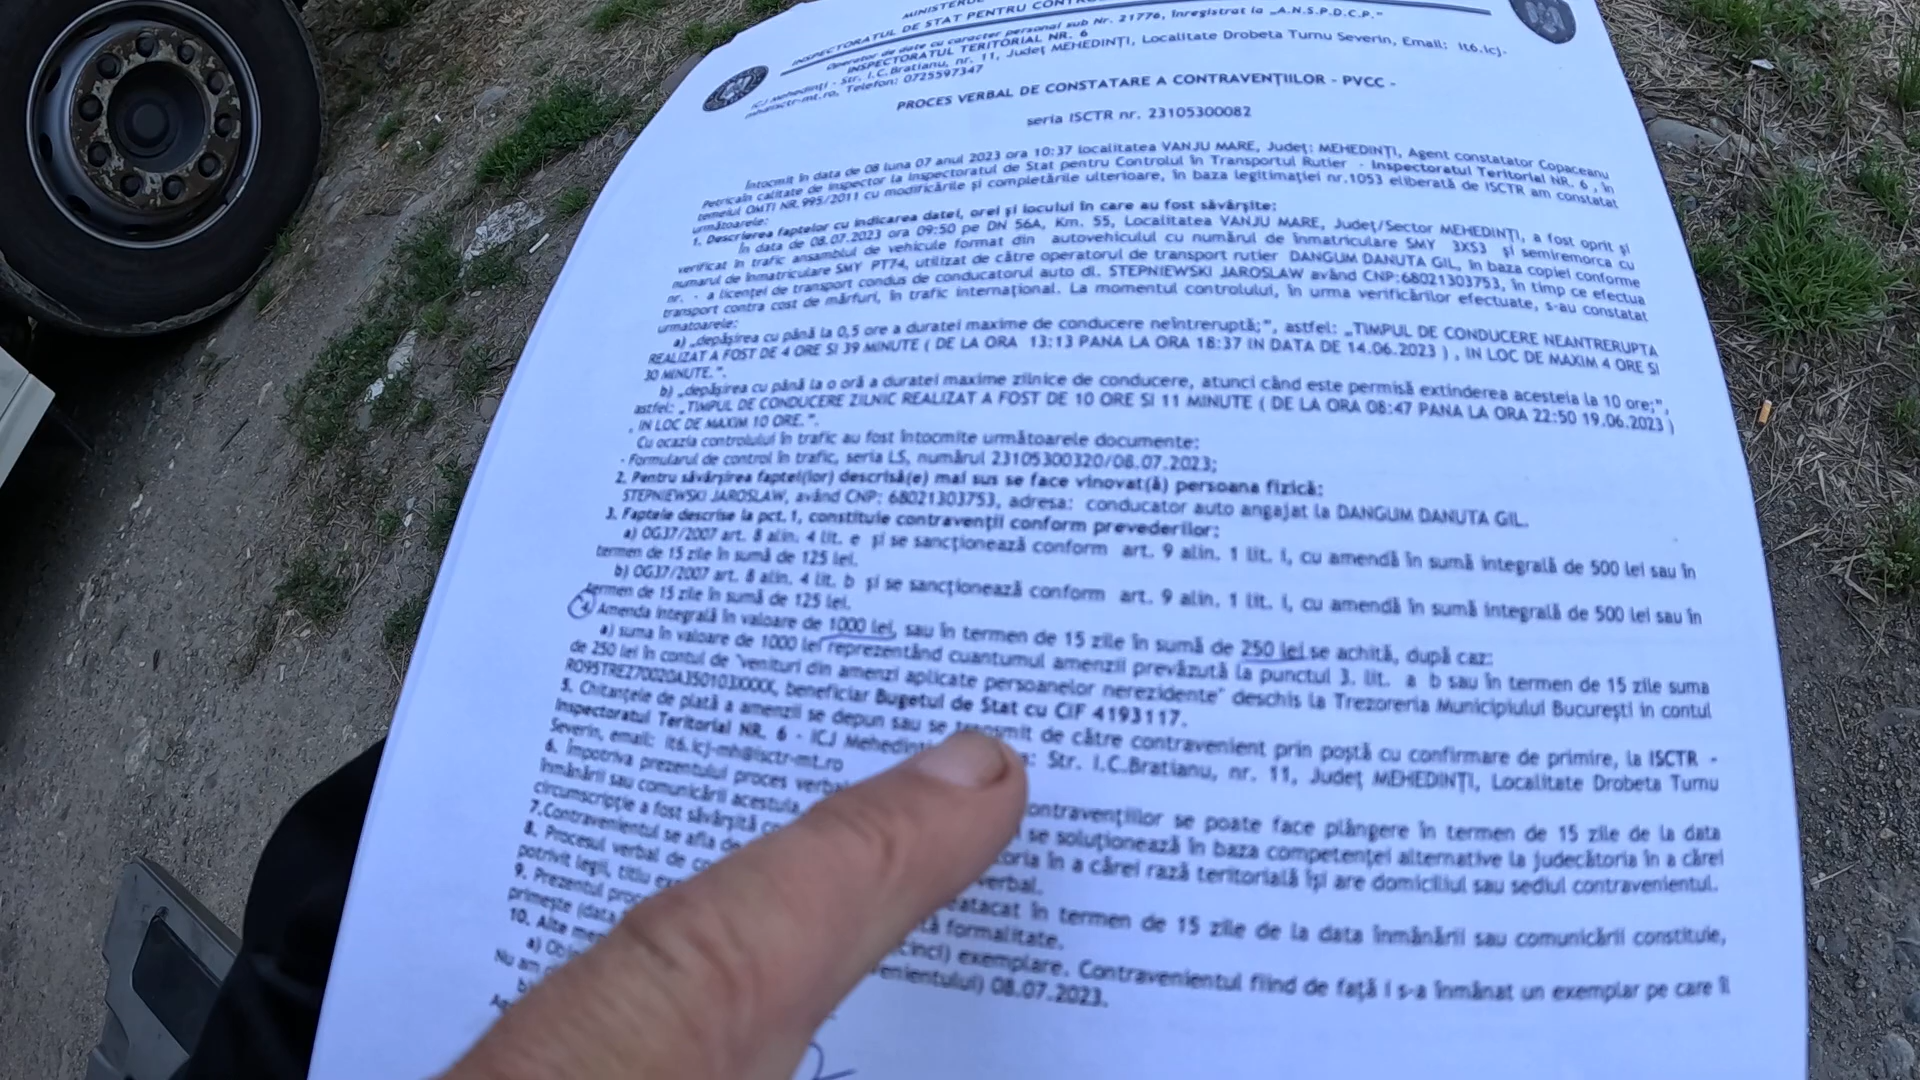 MINISTERUL
INSPECTORATUL DE STAT PENTRU CONTROL
Operator de date cu caracter personal sub Nr. 21776, înregistrat la „A.N.S.P.D.C.P."
INSPECTORATUL TERITORIAL NR. 6
ICJ Mehedinți - Str. I.C.Bratianu, nr. 11, Județ MEHEDINȚI, Localitate Drobeta Turnu Severin, Email: it6.icj-
mh@isctr-mt.ro, Telefon: 0725597347
PROCES VERBAL DE CONSTATARE A CONTRAVENȚIILOR - PVCC -
seria ISCTR nr. 23105300082
Întocmit în data de 08 luna 07 anul 2023 ora 10:37 localitatea VANJU MARE, Județ: MEHEDINȚI, Agent constatator Copaceanu
Petricaîn calitate de inspector la Inspectoratul de Stat pentru Controlul în Transportul Rutier - Inspectoratul Teritorial NR. 6 , în
temeiul OMTI NR.995/2011 cu modificările și completările ulterioare, în baza legitimației nr.1053 eliberată de ISCTR am constatat
următoarele:
1. Descrierea faptelor cu indicarea datei, orei și locului în care au fost săvârșite:
În data de 08.07.2023 ora 09:50 pe DN 56A, Km. 55, Localitatea VANJU MARE, Județ/Sector MEHEDINȚI, a fost oprit și
verificat în trafic ansamblul de vehicule format din autovehiculul cu numărul de înmatriculare SMY 3XS3 și semiremorca cu
numarul de înmatriculare SMY PT74, utilizat de către operatorul de transport rutier DANGUM DANUTA GIL, în baza copiei conforme
nr. - a licenței de transport condus de conducatorul auto dl. STEPNIEWSKI JAROSLAW având CNP:68021303753, în timp ce efectua
transport contra cost de mărfuri, în trafic internațional. La momentul controlului, în urma verificărilor efectuate, s-au constatat
urmatoarele:
a) „depășirea cu până la 0,5 ore a duratei maxime de conducere neîntreruptă;", astfel: „TIMPUL DE CONDUCERE NEANTRERUPTA
REALIZAT A FOST DE 4 ORE SI 39 MINUTE ( DE LA ORA 13:13 PANA LA ORA 18:37 IN DATA DE 14.06.2023 ) , IN LOC DE MAXIM 4 ORE SI
30 MINUTE.".
b) „depășirea cu până la o oră a duratei maxime zilnice de conducere, atunci când este permisă extinderea acesteia la 10 ore;",
astfel: „TIMPUL DE CONDUCERE ZILNIC REALIZAT A FOST DE 10 ORE SI 11 MINUTE ( DE LA ORA 08:47 PANA LA ORA 22:50 19.06.2023 )
, IN LOC DE MAXIM 10 ORE.".
Cu ocazia controlului în trafic au fost întocmite următoarele documente:
- Formularul de control în trafic, seria LS, numărul 23105300320/08.07.2023;
2. Pentru săvârșirea faptei(lor) descrisă(e) mai sus se face vinovat(ă) persoana fizică:
STEPNIEWSKI JAROSLAW, având CNP: 68021303753, adresa: conducator auto angajat la DANGUM DANUTA GIL.
3. Faptele descrise la pct. 1, constituie contravenții conform prevederilor:
a) OG37/2007 art. 8 alin. 4 lit. e și se sancționează conform art. 9 alin. 1 lit. i, cu amendă în sumă integrală de 500 lei sau în
termen de 15 zile în sumă de 125 lei.
b) OG37/2007 art. 8 alin. 4 lit. b și se sancționează conform art. 9 alin. 1 lit. i, cu amendă în sumă integrală de 500 lei sau în
termen de 15 zile în sumă de 125 lei.
4. Amenda integrală în valoare de 1000 lei, sau în termen de 15 zile în sumă de 250 lei se achită, după caz:
a) suma în valoare de 1000 lei reprezentând cuantumul amenzii prevăzută la punctul 3. lit. a b sau în termen de 15 zile suma
de 250 lei în contul de "venituri din amenzi aplicate persoanelor nerezidente" deschis la Trezoreria Municipiului București in contul
RO95TREZ70020A350103XXXX, beneficiar Bugetul de Stat cu CIF 4193117.
5. Chitanțele de plată a amenzii se depun sau se transmit de către contravenient prin poștă cu confirmare de primire, la ISCTR -
Inspectoratul Teritorial NR. 6 - ICJ Mehedinți : Str. I.C.Bratianu, nr. 11, Județ MEHEDINȚI, Localitate Drobeta Turnu
Severin, email: it6.icj-mh@isctr-mt.ro
6. Împotriva prezentului proces verbal contravențiilor se poate face plângere în termen de 15 zile de la data
înmânării sau comunicării acestuia se soluționează în baza competenței alternative la judecătoria în a cărei
circumscripție a fost săvârșită în a cărei rază teritorială își are domiciliul sau sediul contravenientul.
7.Contravenientul se afla de verbal.
8. Procesul verbal de atacat în termen de 15 zile de la data înmânării sau comunicării constituie,
potrivit legii, titlu formalitate.
9. Prezentul cinci) exemplare. Contravenientul fiind de față i s-a înmânat un exemplar pe care îl
primește (data 08.07.2023.
10. Alte
a)
Nu am
b)